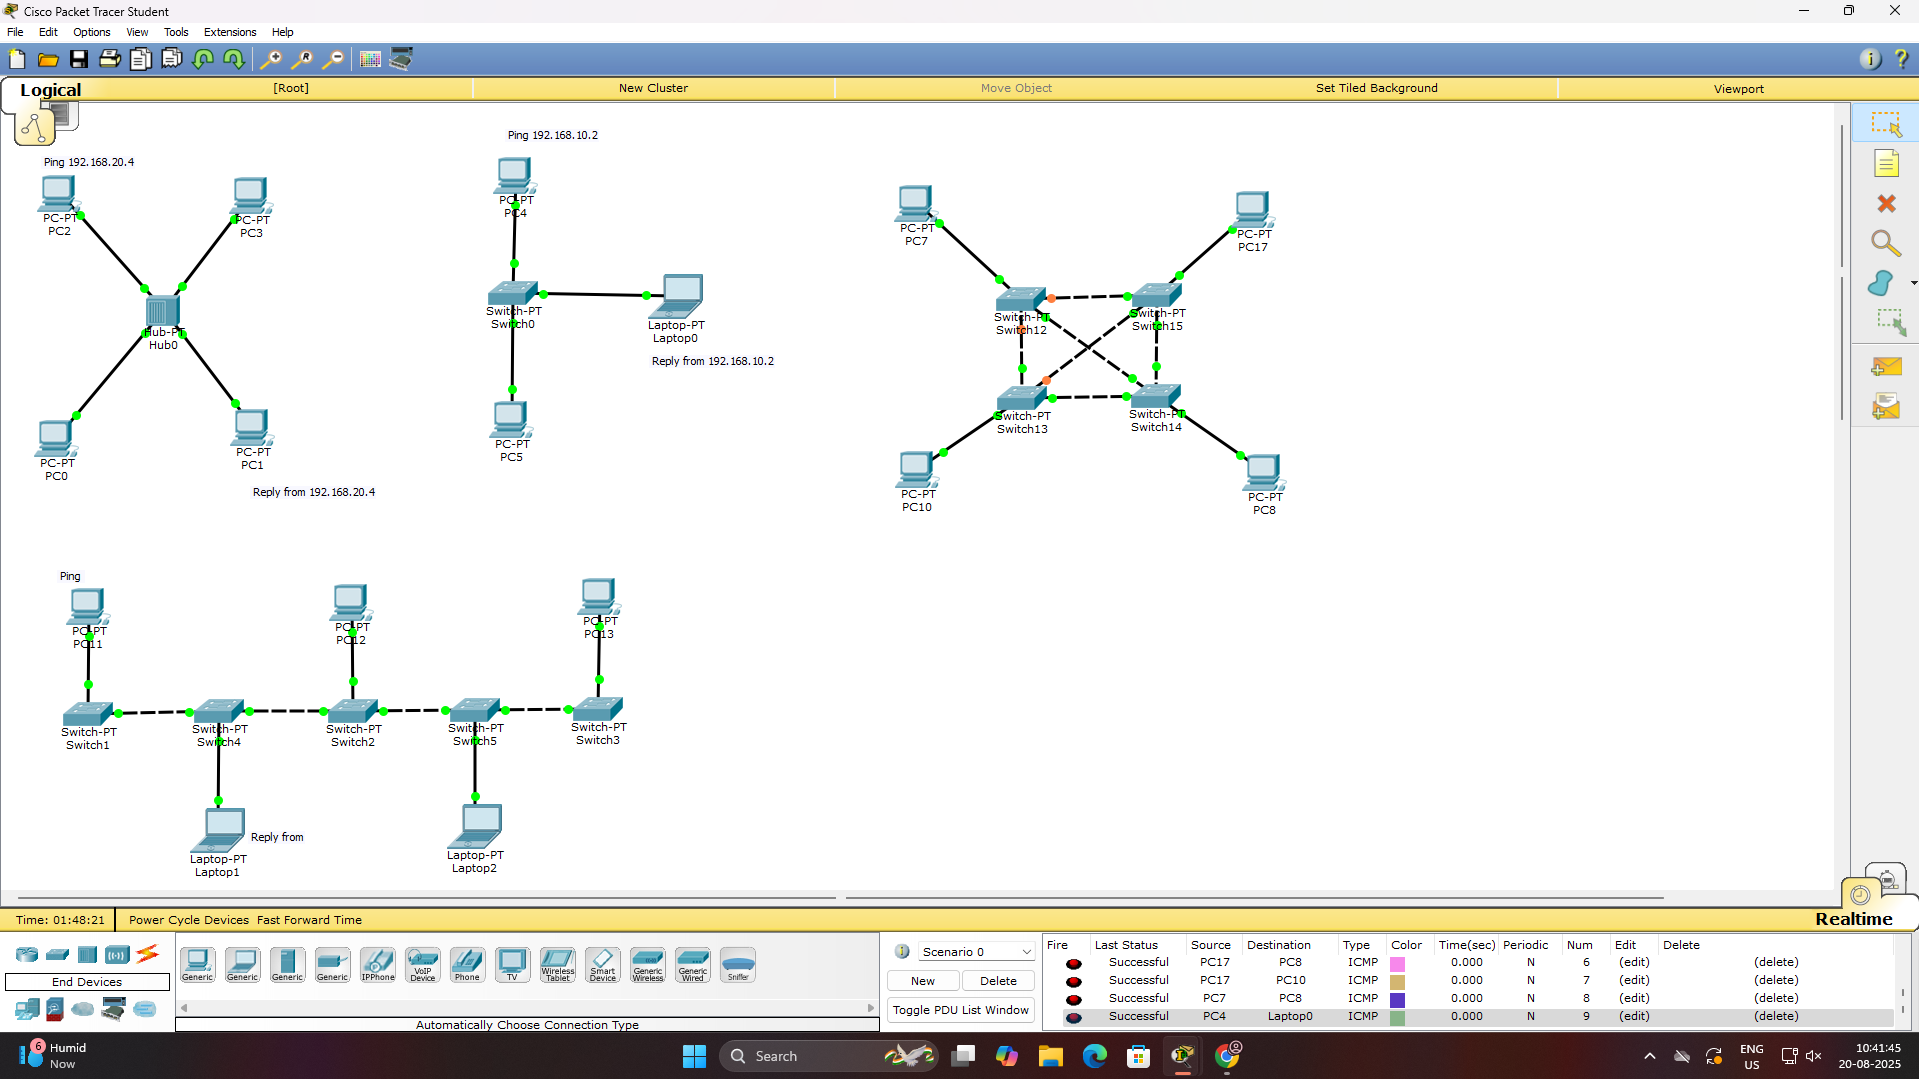 Cisco Packet Tracer Student
File Edit Options View Tools Extensions Help
Logical
[Root]
New Cluster
Move Object
Set Tiled Background
Viewport
Ping 192.168.20.4
PC-PT
PC2
PC-PT
PC3
Hub-PT
Hub0
PC-PT
PC0
PC-PT
PC1
Reply from 192.168.20.4
Ping 192.168.10.2
PC-PT
PC4
Switch-PT
Switch0
Laptop-PT
Laptop0
Reply from 192.168.10.2
PC-PT
PC5
PC-PT
PC7
PC-PT
PC17
Switch-PT
Switch12
Switch-PT
Switch15
Switch-PT
Switch13
Switch-PT
Switch14
PC-PT
PC10
PC-PT
PC8
Ping
PC-PT
PC11
PC-PT
PC12
PC-PT
PC13
Switch-PT
Switch1
Switch-PT
Switch4
Switch-PT
Switch2
Switch-PT
Switch5
Switch-PT
Switch3
Reply from
Laptop-PT
Laptop1
Laptop-PT
Laptop2
Time: 01:48:21
Power Cycle Devices Fast Forward Time
Realtime
End Devices
Generic
Generic
Generic
Generic
IPPhone
VoIP
Device
Phone
TV
Wireless
Tablet
Smart
Device
Generic
Wireless
Generic
Wired
Sniffer
Automatically Choose Connection Type
Scenario 0
New
Delete
Toggle PDU List Window
Fire Last Status Source Destination Type Color Time(sec) Periodic Num Edit Delete
Successful PC17 PC8 ICMP 0.000 N 6 (edit) (delete)
Successful PC17 PC10 ICMP 0.000 N 7 (edit) (delete)
Successful PC7 PC8 ICMP 0.000 N 8 (edit) (delete)
Successful PC4 Laptop0 ICMP 0.000 N 9 (edit) (delete)
6
Humid
Now
Search
ENG
US
10:41:45
20-08-2025